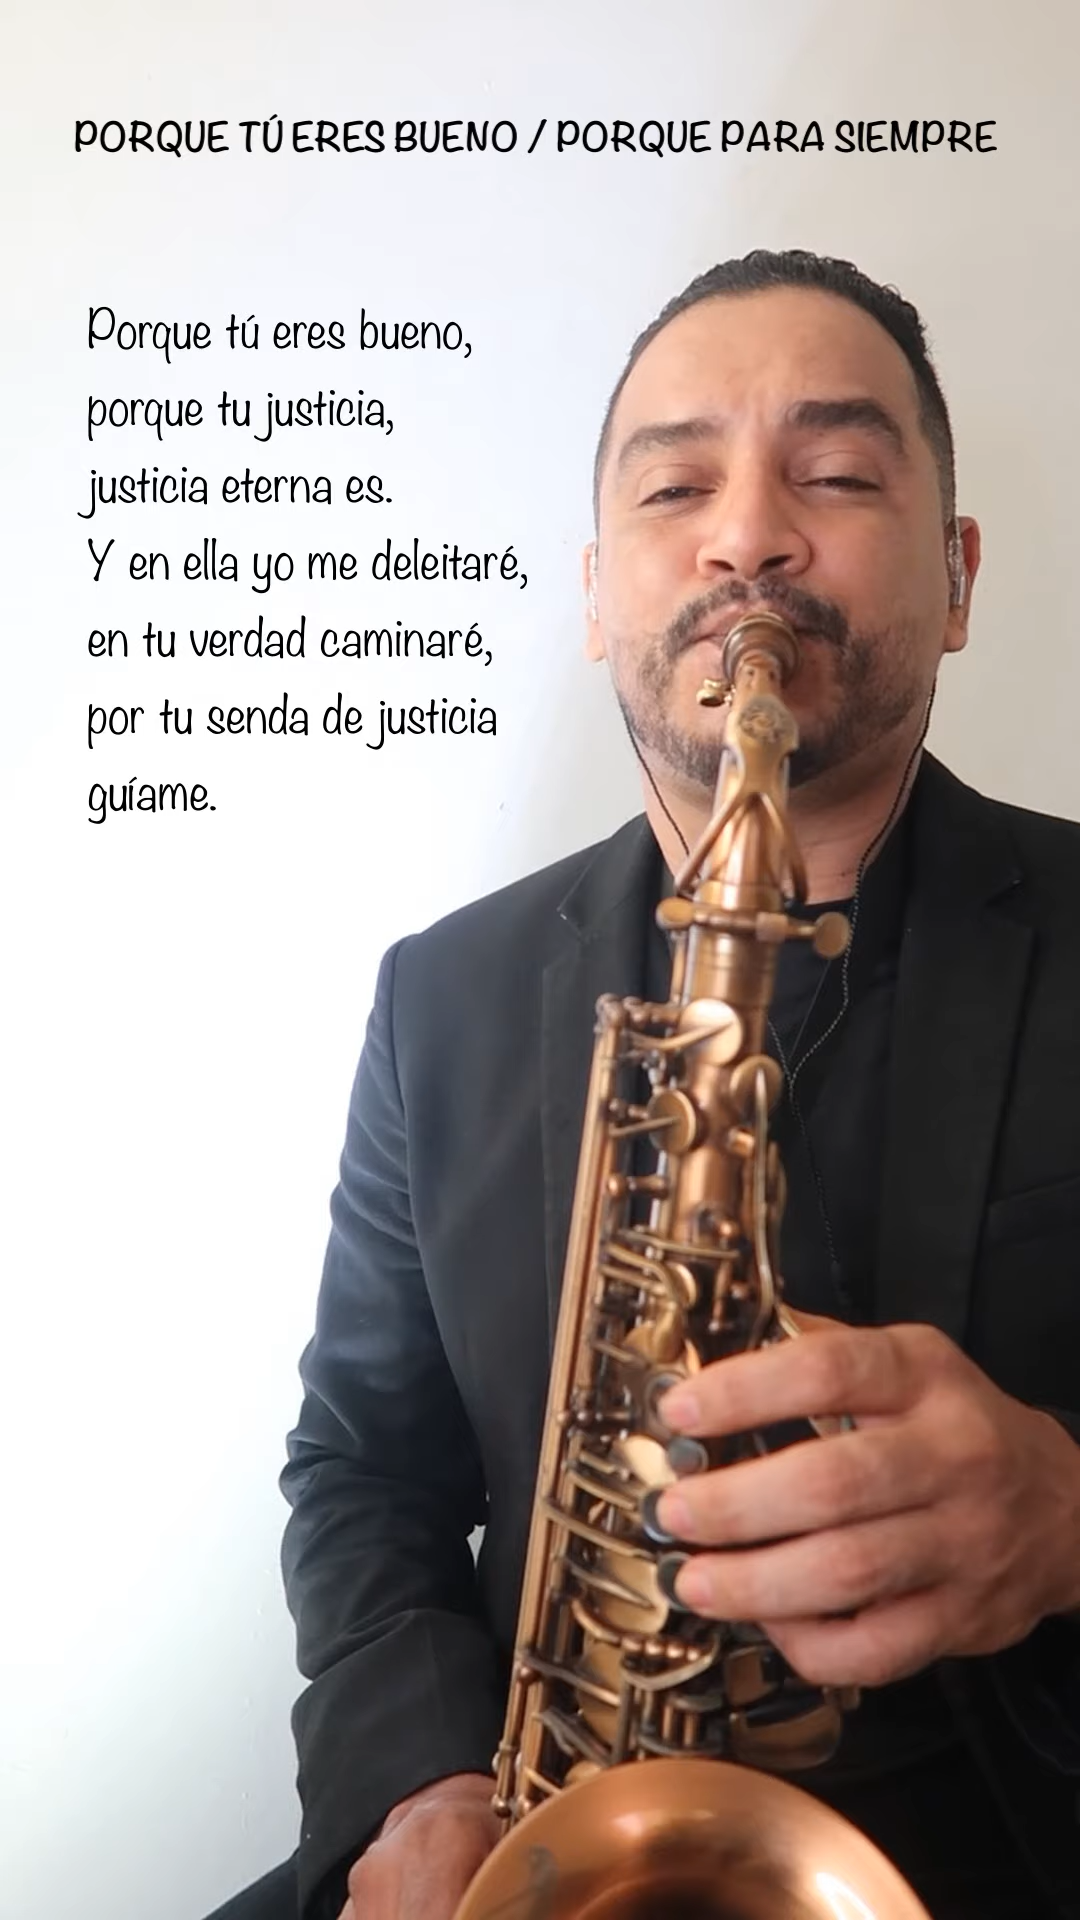 PORQUE TÚ ERES BUENO / PORQUE PARA SIEMPRE
Porque tú eres bueno,
porque tu justicia,
justicia eterna es.
Y en ella yo me deleitaré,
en tu verdad caminaré,
por tu senda de justicia
guíame.